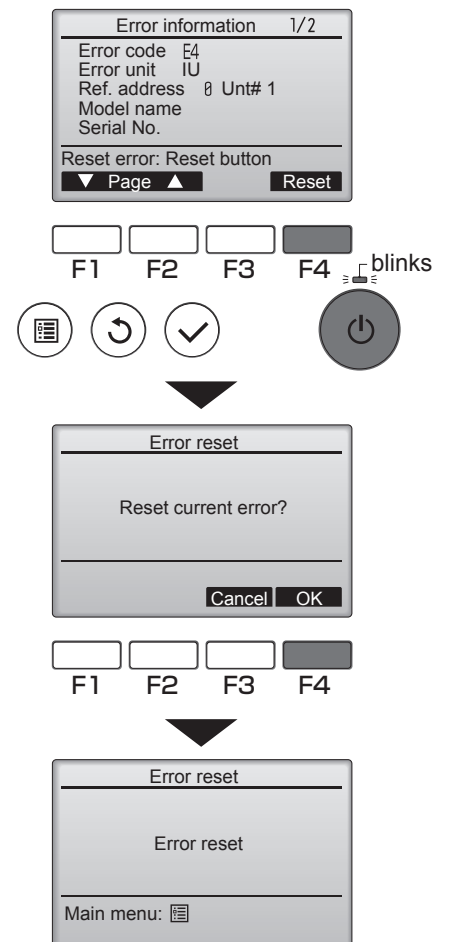 Error information 1/2
Error code E4
Error unit IU
Ref. address 0 Unt# 1
Model name
Serial No.
Reset error: Reset button
▼ Page ▲ Reset
F1 F2 F3 F4
blinks
Error reset
Reset current error?
Cancel OK
F1 F2 F3 F4
Error reset
Error reset
Main menu: